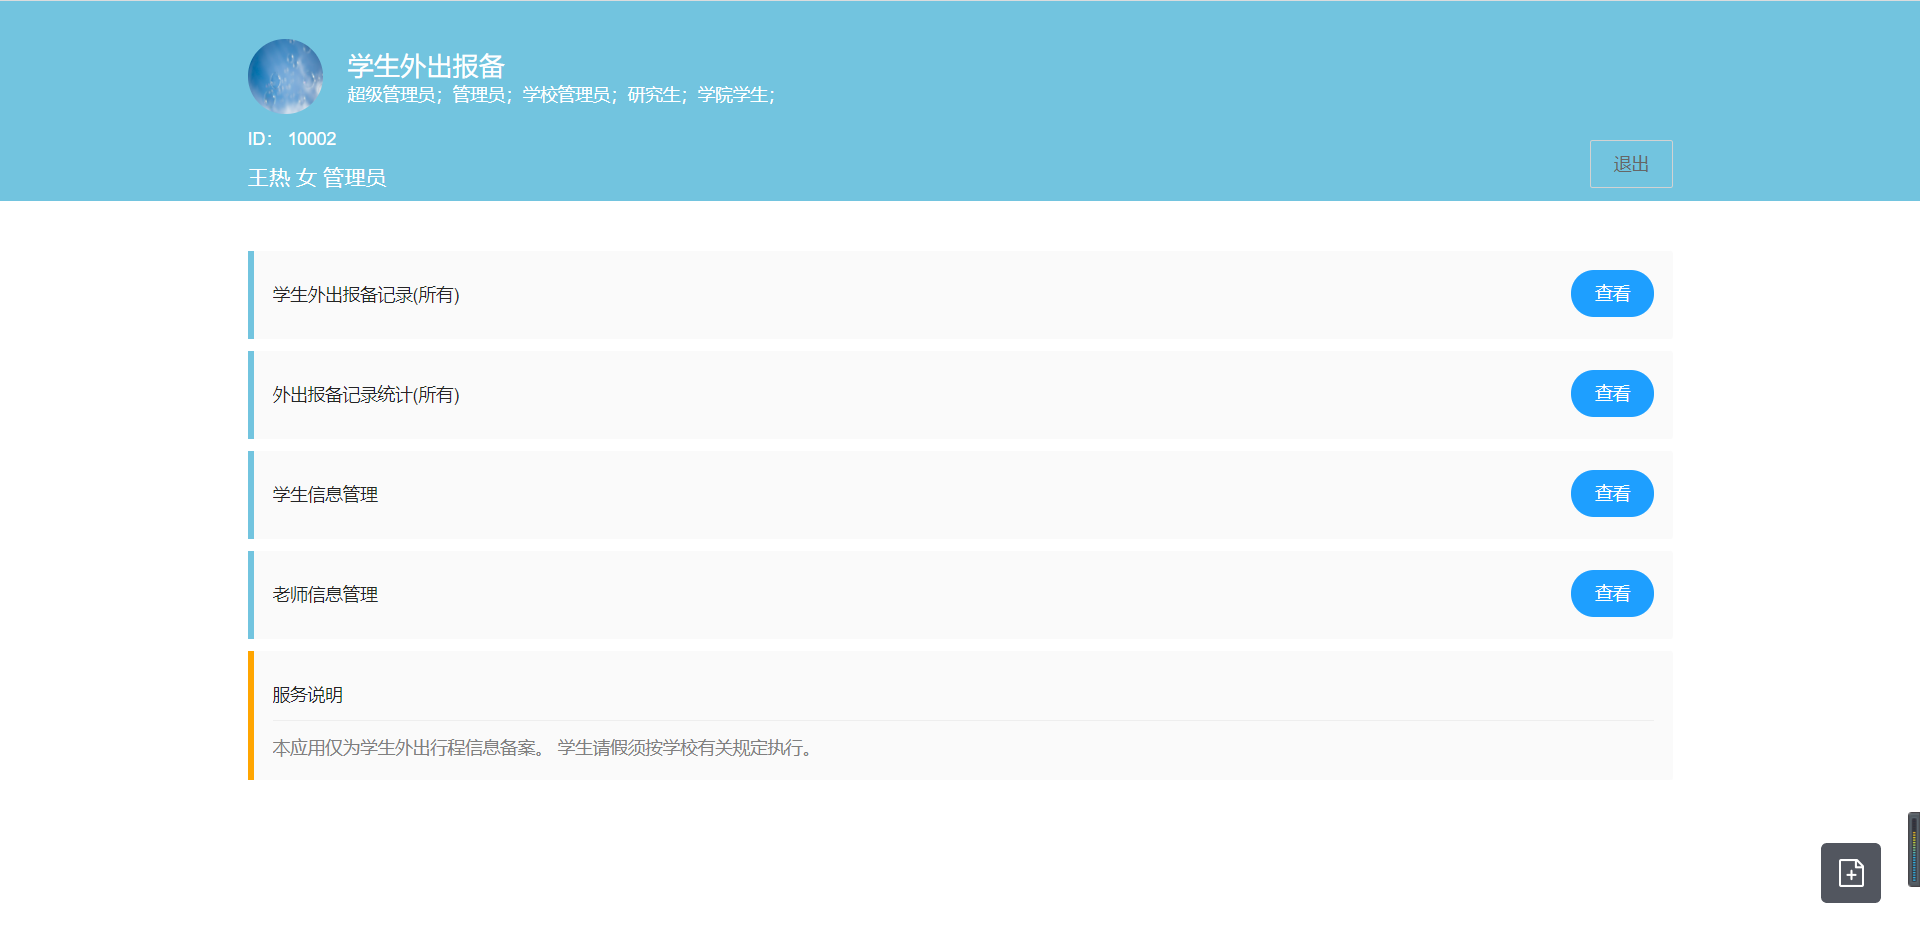 学生外出报备
超级管理员；管理员；学校管理员；研究生；学院学生；
ID： 10002
王热 女 管理员
退出
学生外出报备记录(所有)
查看
外出报备记录统计(所有)
查看
学生信息管理
查看
老师信息管理
查看
服务说明
本应用仅为学生外出行程信息备案。 学生请假须按学校有关规定执行。